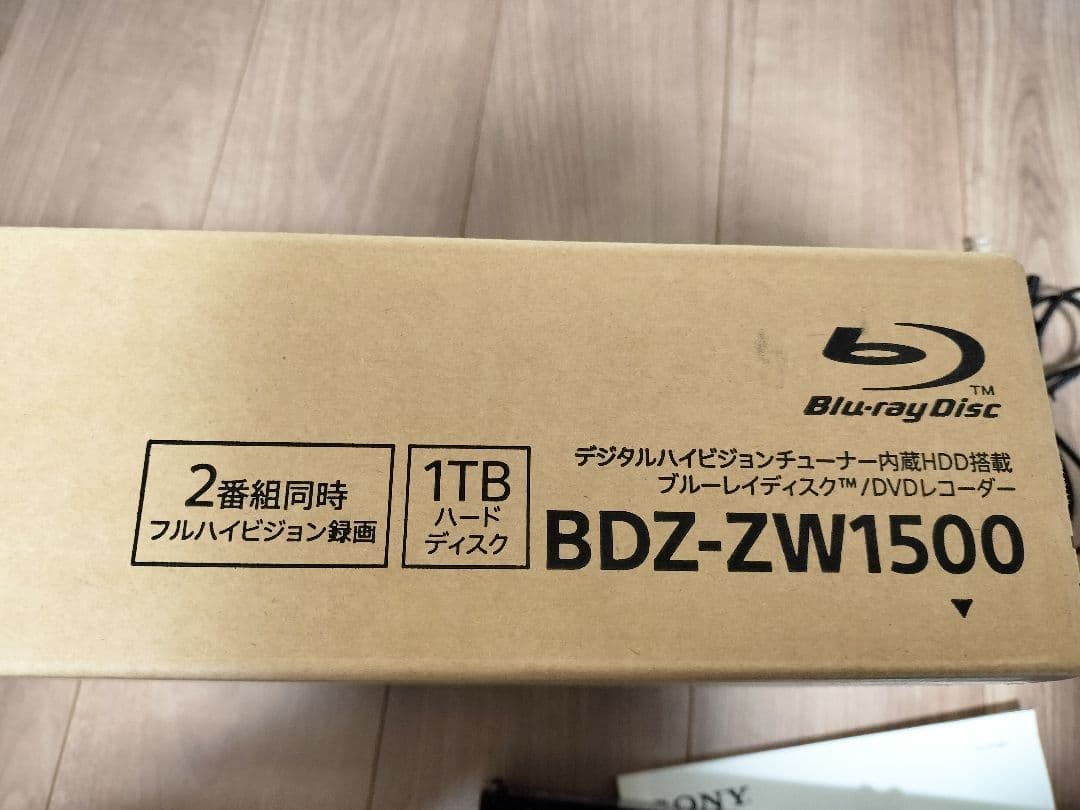 Blu-ray Disc
TM
2番組同時
フルハイビジョン録画
1TB
ハード
ディスク
デジタルハイビジョンチューナー内蔵HDD搭載
ブルーレイディスク™/DVDレコーダー
BDZ-ZW1500
SONY